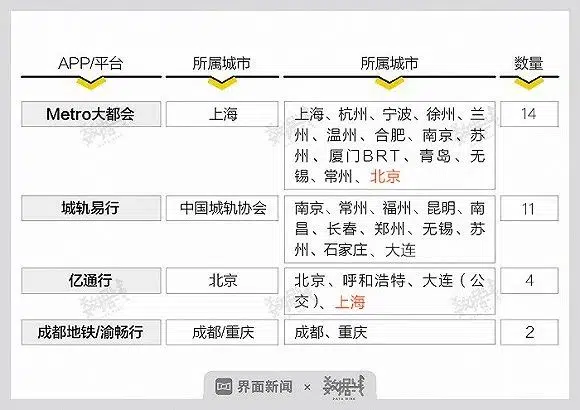 APP/平台 所属城市 所属城市 数量
Metro大都会 上海 上海、杭州、宁波、徐州、兰
州、温州、合肥、南京、苏
州、厦门BRT、青岛、无
锡、常州、北京 14
城轨易行 中国城轨协会 南京、常州、福州、昆明、南
昌、长春、郑州、无锡、苏
州、石家庄、大连 11
亿通行 北京 北京、呼和浩特、大连（公
交）、上海 4
成都地铁/渝畅行 成都/重庆 成都、重庆 2
界面新闻 × 数据线
DATA LINE